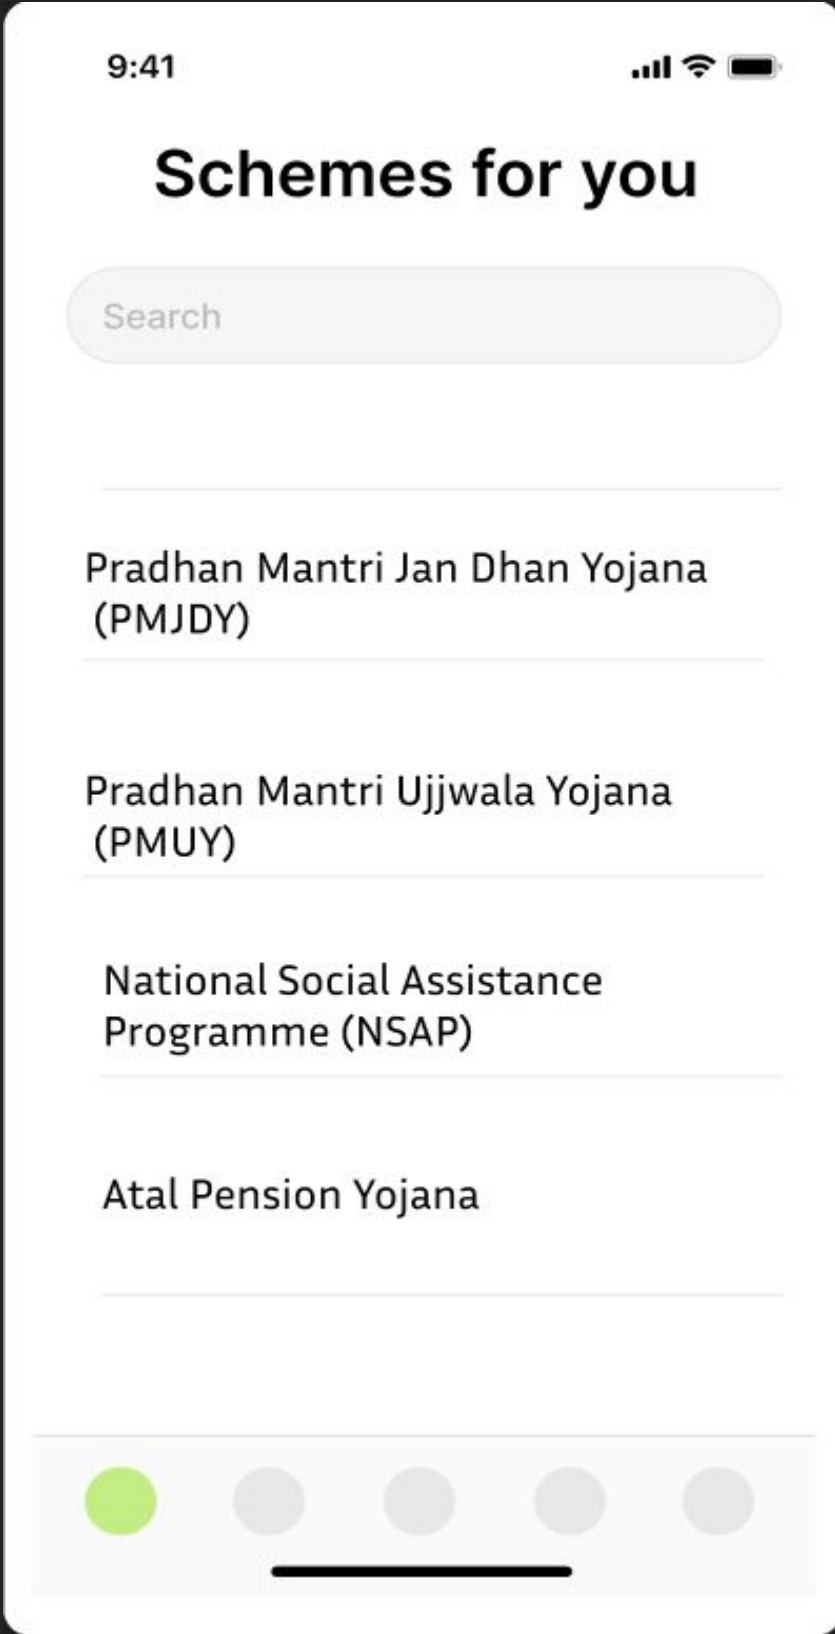 9:41
Schemes for you
Search
Pradhan Mantri Jan Dhan Yojana
(PMJDY)
Pradhan Mantri Ujjwala Yojana
(PMUY)
National Social Assistance
Programme (NSAP)
Atal Pension Yojana